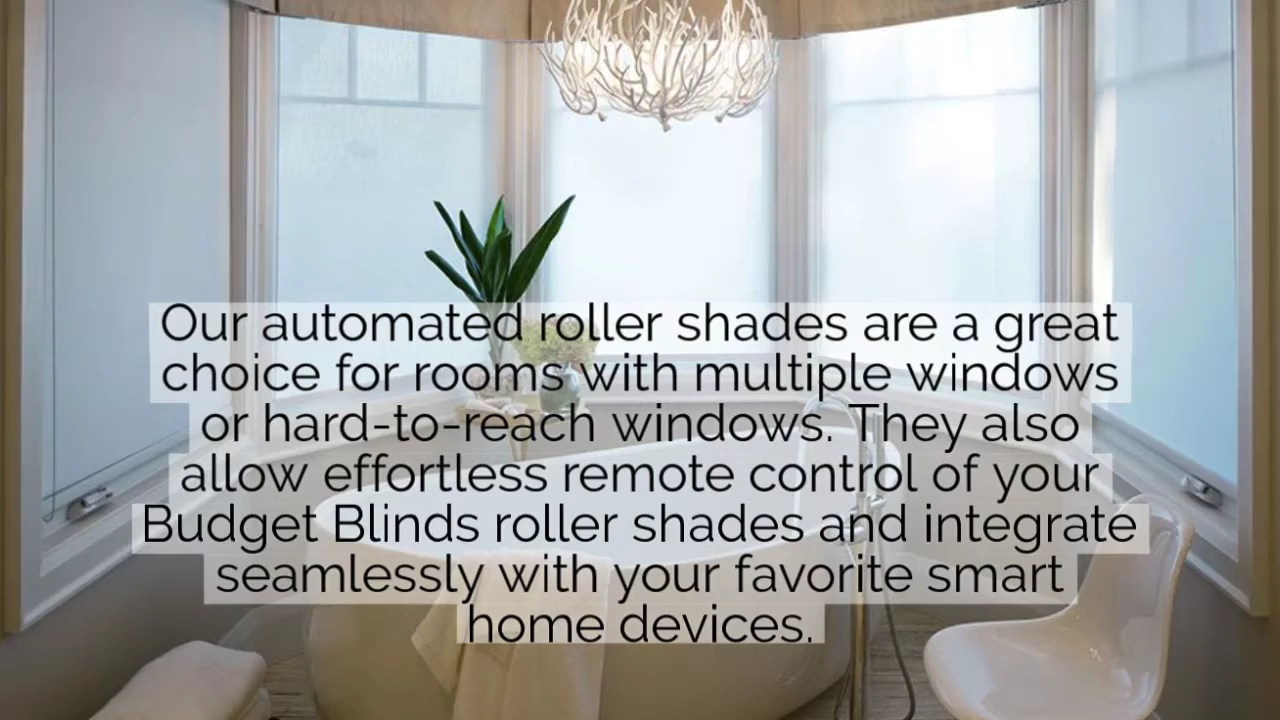 Our automated roller shades are a great
choice for rooms with multiple windows
or hard-to-reach windows. They also
allow effortless remote control of your
Budget Blinds roller shades and integrate
seamlessly with your favorite smart
home devices.